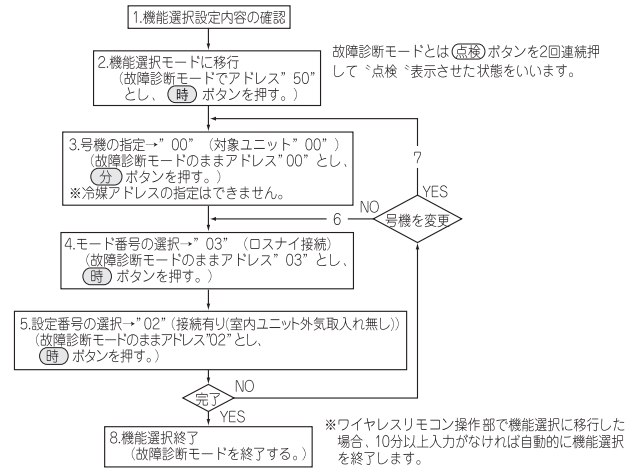 1.機能選択設定内容の確認
2.機能選択モードに移行
(故障診断モードでアドレス”50”
とし、 時 ボタンを押す。)
故障診断モードとは 点検 ボタンを2回連続押
して〝点検〝表示させた状態をいいます。
3.号機の指定→”00” (対象ユニット”00”)
(故障診断モードのままアドレス”00”とし、
分 ボタンを押す。)
※冷媒アドレスの指定はできません。
7
YES
NO
6
号機を変更
4.モード番号の選択→”03” (ロスナイ接続)
(故障診断モードのままアドレス”03”とし、
時 ボタンを押す。)
5.設定番号の選択→”02”(接続有り(室内ユニット外気取入れ無し))
(故障診断モードのままアドレス”02”とし、
時 ボタンを押す。)
完了
NO
YES
8.機能選択終了
(故障診断モードを終了する。)
※ワイヤレスリモコン操作部で機能選択に移行した
場合、10分以上入力がなければ自動的に機能選択
を終了します。